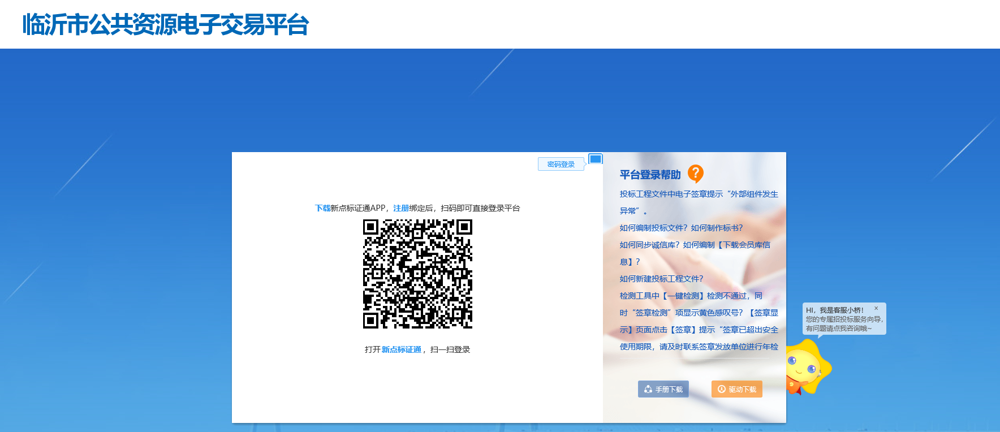 临沂市公共资源电子交易平台
密码登录
下载新点标证通APP，注册绑定后，扫码即可直接登录平台
打开新点标证通，扫一扫登录
平台登录帮助
投标工程文件中电子签章提示“外部组件发生
异常”。
如何编制投标文件？如何制作标书？
如何同步诚信库？如何编制【下载会员库信
息】？
如何新建投标工程文件？
检测工具中【一键检测】检测不通过，同
时“签章检测”项显示黄色感叹号？【签章显
示】页面点击【签章】提示“签章已超出安全
使用期限，请及时联系签章发放单位进行年检
手册下载
驱动下载
HI，我是客服小桥！
您的专属招投标服务向导，
有问题请点我咨询哦~